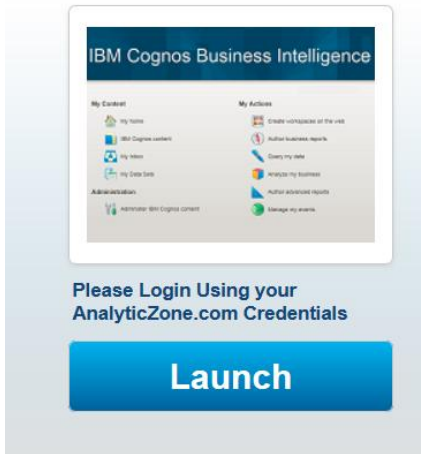 IBM Cognos Business Intelligence
My Content
My home
IBM Cognos content
My Inbox
My Data Sets
Administration
Administer IBM Cognos content
My Actions
Create workspaces on the web
Author business reports
Query my data
Analyze my business
Author advanced reports
Manage my events
Please Login Using your
AnalyticZone.com Credentials
Launch